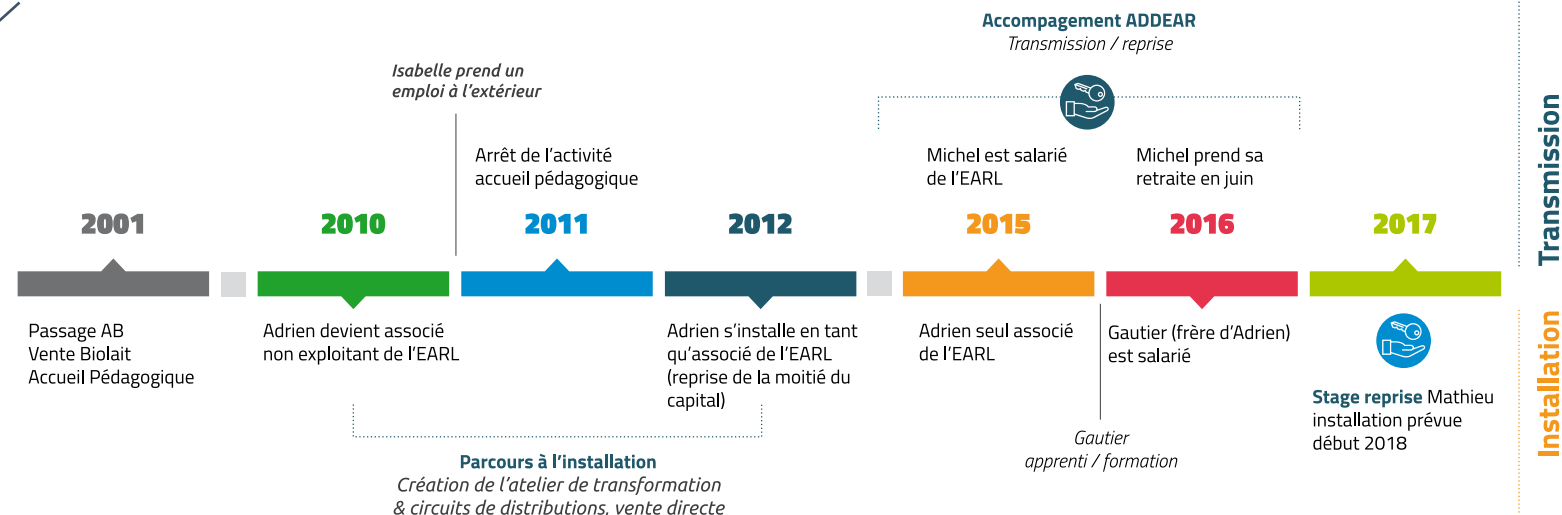 Accompagnement ADDEAR
Transmission / reprise
Isabelle prend un
emploi à l'extérieur
Arrêt de l'activité
accueil pédagogique
Michel est salarié
de l'EARL
Michel prend sa
retraite en juin
2001
2010
2011
2012
2015
2016
2017
Passage AB
Vente Biolait
Accueil Pédagogique
Adrien devient associé
non exploitant de l'EARL
Adrien s'installe en tant
qu'associé de l'EARL
(reprise de la moitié du
capital)
Adrien seul associé
de l'EARL
Gautier (frère d'Adrien)
est salarié
Stage reprise Mathieu
installation prévue
début 2018
Gautier
apprenti / formation
Parcours à l'installation
Création de l'atelier de transformation
& circuits de distributions, vente directe
Transmission
Installation